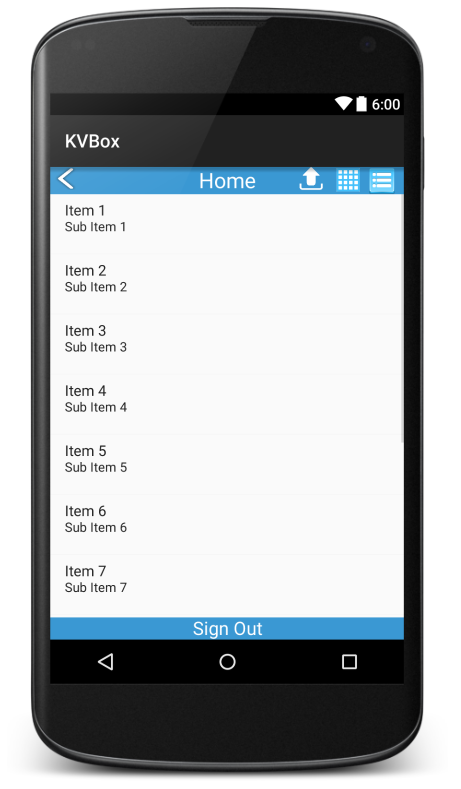 6:00
KVBox
Home
Item 1
Sub Item 1
Item 2
Sub Item 2
Item 3
Sub Item 3
Item 4
Sub Item 4
Item 5
Sub Item 5
Item 6
Sub Item 6
Item 7
Sub Item 7
Sign Out